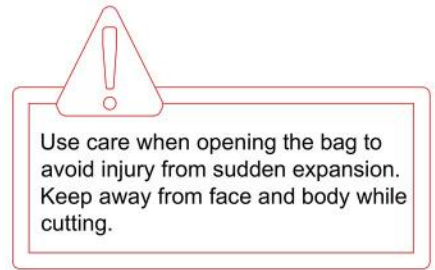 Use care when opening the bag to
avoid injury from sudden expansion.
Keep away from face and body while
cutting.